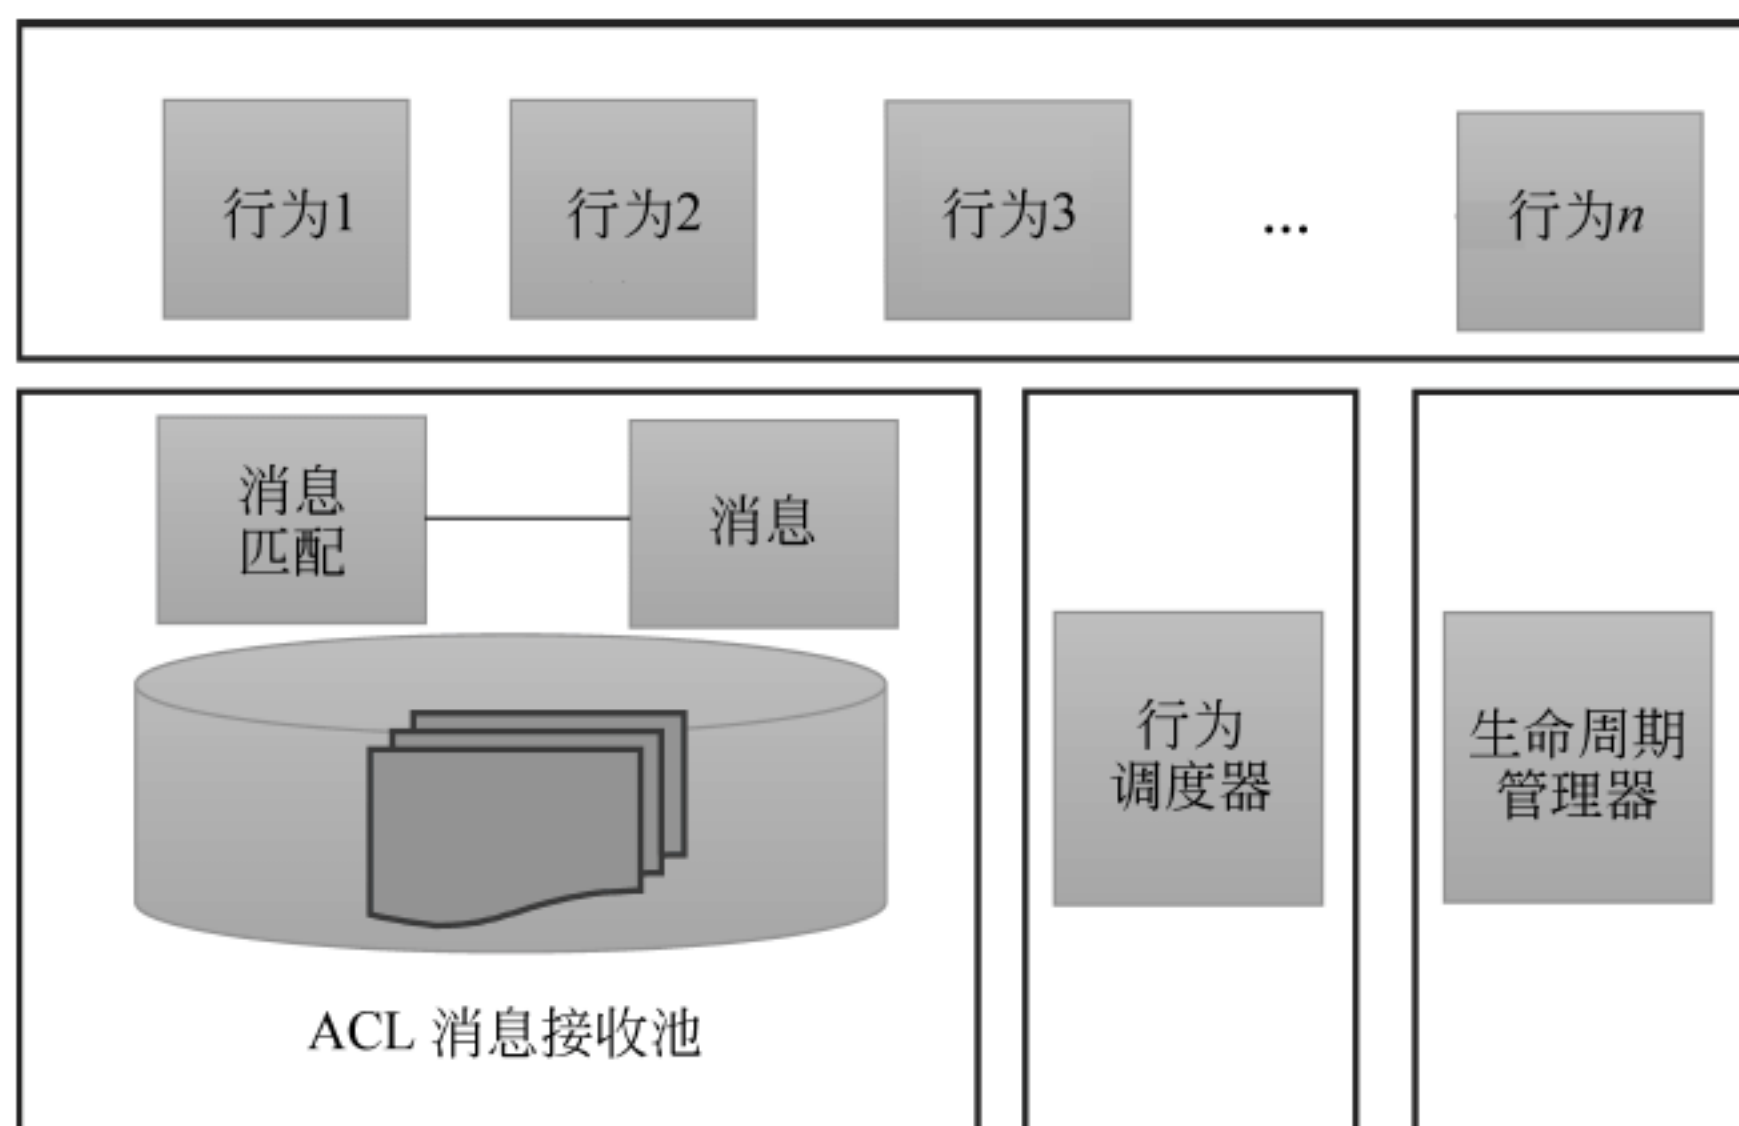 行为1
行为2
行为3
...
行为n
消息
匹配
消息
ACL 消息接收池
行为
调度器
生命周期
管理器